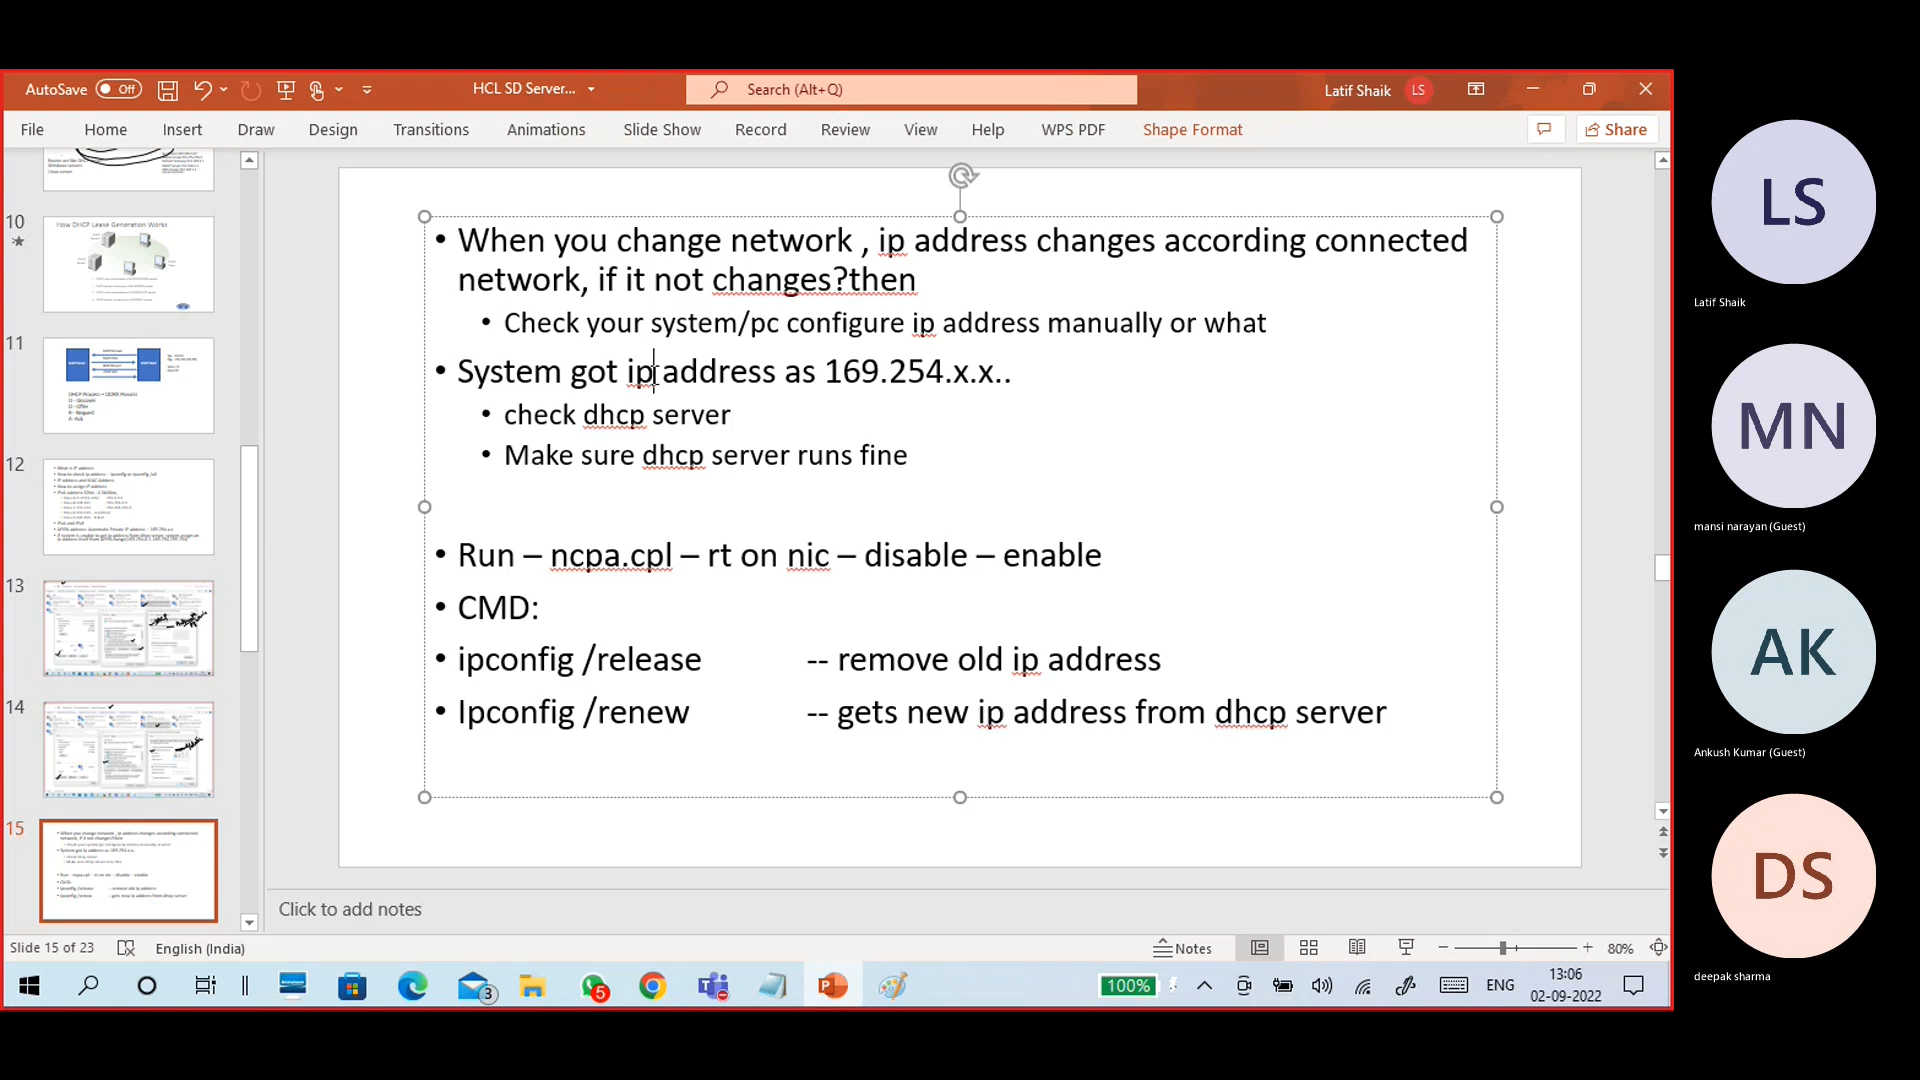 AutoSave Off
HCL SD Server...
Search (Alt+Q)
Latif Shaik LS
File Home Insert Draw Design Transitions Animations Slide Show Record Review View Help WPS PDF Shape Format
Share
10
How DHCP Lease Generation Works
11
DHCP Process = DORA Process
12
13
14
15
• When you change network , ip address changes according connected
network, if it not changes?then
• Check your system/pc configure ip address manually or what
• System got ip address as 169.254.x.x..
• check dhcp server
• Make sure dhcp server runs fine
• Run – ncpa.cpl – rt on nic – disable – enable
• CMD:
• ipconfig /release -- remove old ip address
• Ipconfig /renew -- gets new ip address from dhcp server
Click to add notes
Slide 15 of 23 English (India)
Notes
80%
3
5
100%
ENG
13:06
02-09-2022
LS
Latif Shaik
MN
mansi narayan (Guest)
AK
Ankush Kumar (Guest)
DS
deepak sharma